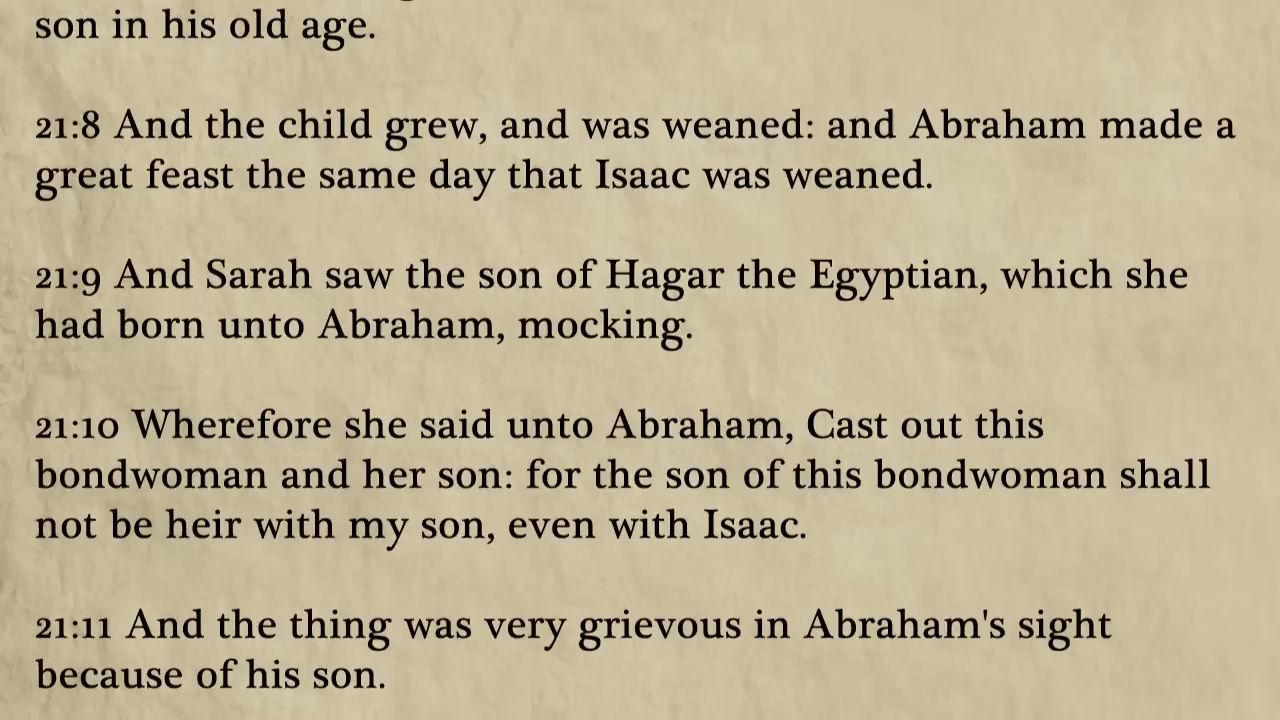 son in his old age.
21:8 And the child grew, and was weaned: and Abraham made a
great feast the same day that Isaac was weaned.
21:9 And Sarah saw the son of Hagar the Egyptian, which she
had born unto Abraham, mocking.
21:10 Wherefore she said unto Abraham, Cast out this
bondwoman and her son: for the son of this bondwoman shall
not be heir with my son, even with Isaac.
21:11 And the thing was very grievous in Abraham's sight
because of his son.